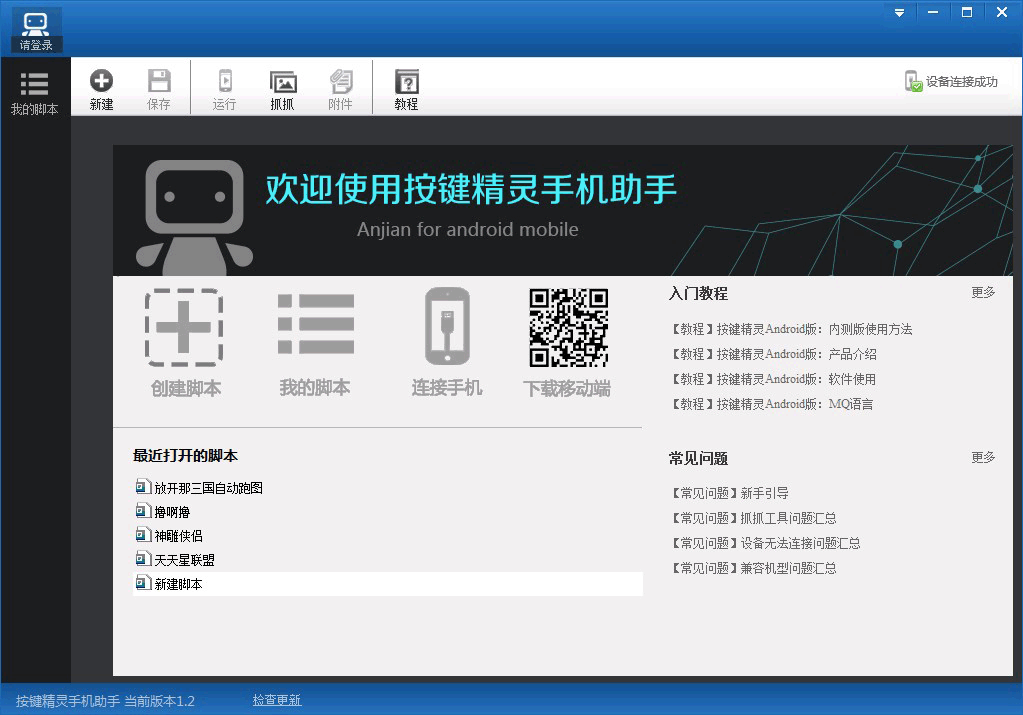 请登录
我的脚本
新建
保存
运行
抓抓
附件
教程
设备连接成功
欢迎使用按键精灵手机助手
Anjian for android mobile
创建脚本
我的脚本
连接手机
下载移动端
最近打开的脚本
放开那三国自动跑图
撸啊撸
神雕侠侣
天天星联盟
新建脚本
入门教程
更多
【教程】按键精灵Android版：内测版使用方法
【教程】按键精灵Android版：产品介绍
【教程】按键精灵Android版：软件使用
【教程】按键精灵Android版：MQ语言
常见问题
更多
【常见问题】新手引导
【常见问题】抓抓工具问题汇总
【常见问题】设备无法连接问题汇总
【常见问题】兼容机型问题汇总
按键精灵手机助手 当前版本1.2
检查更新